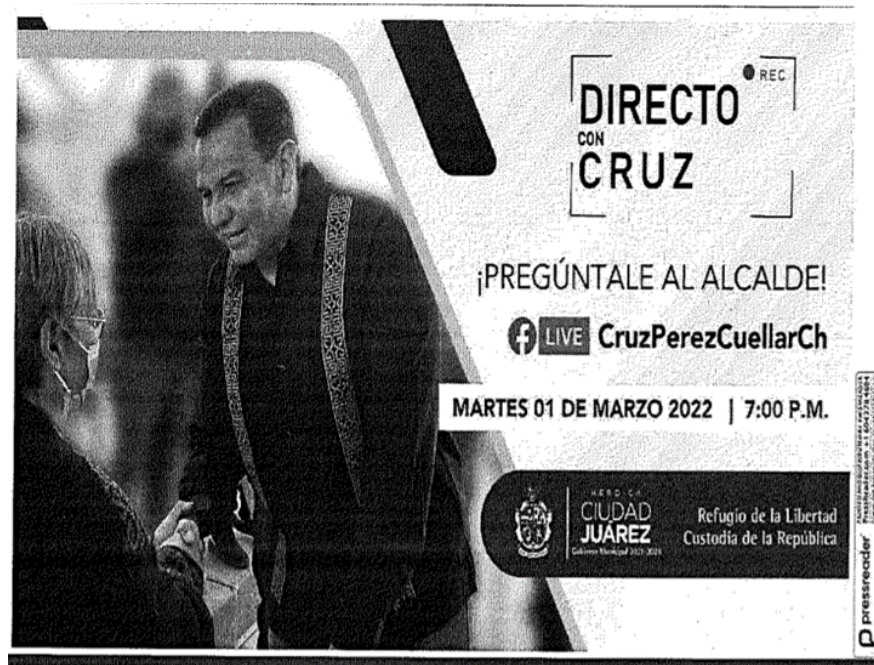 REC
DIRECTO
CON
CRUZ
¡PREGÚNTALE AL ALCALDE!
LIVE CruzPerezCuellarCh
MARTES 01 DE MARZO 2022 | 7:00 P.M.
HEROICA
CIUDAD
JUÁREZ
Gobierno Municipal 2021-2024
Refugio de la Libertad
Custodia de la República
pressreader